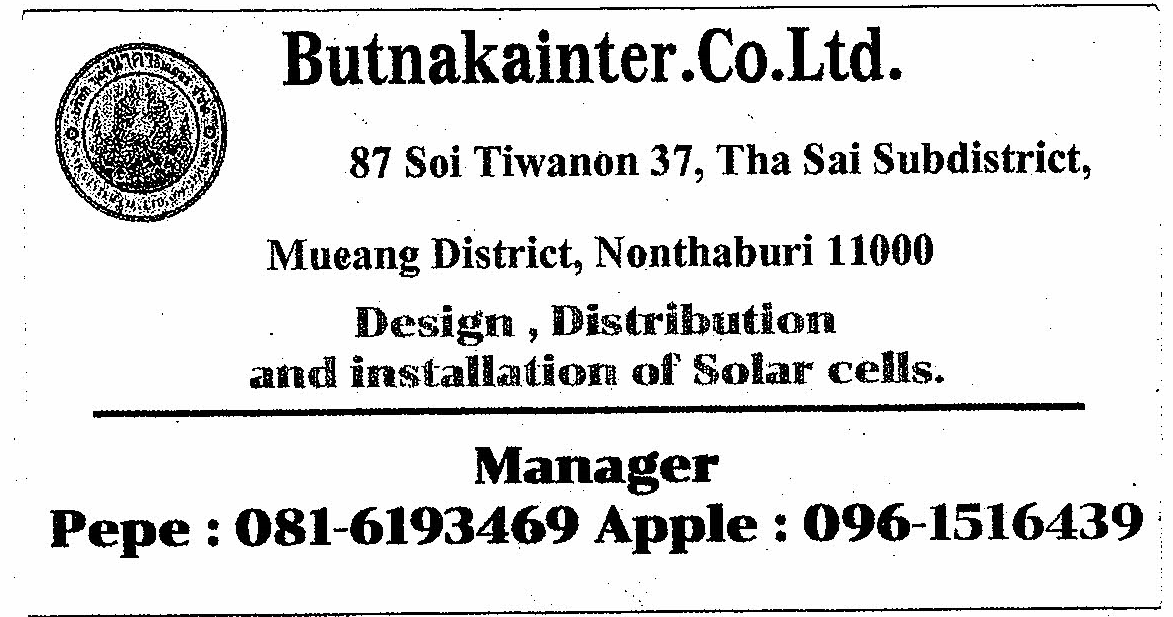 Butnakainter.Co.Ltd.
87 Soi Tiwanon 37, Tha Sai Subdistrict,
Mueang District, Nonthaburi 11000
Design , Distribution
and installation of Solar cells.
Manager
Pepe : 081-6193469 Apple : 096-1516439